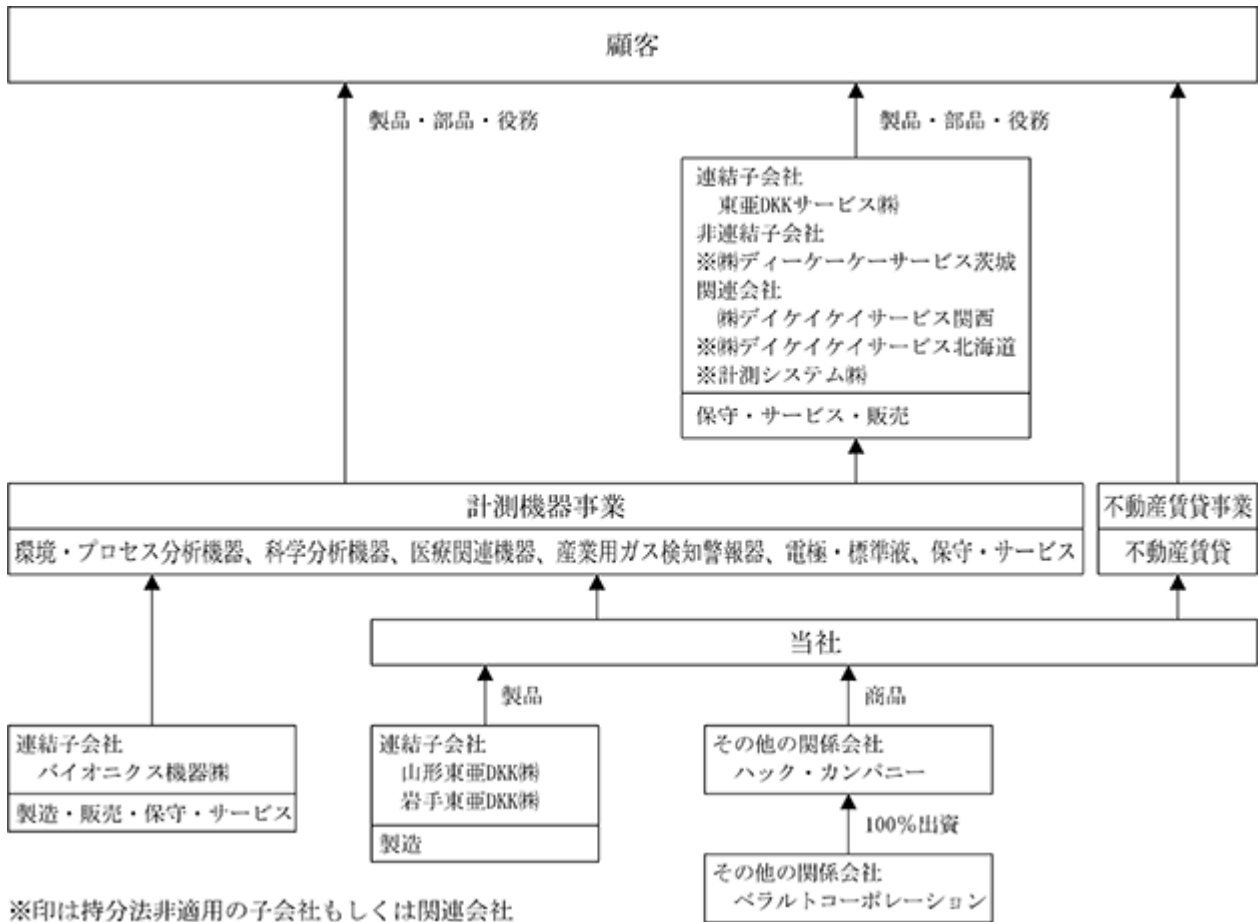 顧客
製品・部品・役務
製品・部品・役務
連結子会社
東亜DKKサービス㈱
非連結子会社
※㈱ディーケーケーサービス茨城
関連会社
㈱デイケイケイサービス関西
※㈱デイケイケイサービス北海道
※計測システム㈱
保守・サービス・販売
計測機器事業
環境・プロセス分析機器、科学分析機器、医療関連機器、産業用ガス検知警報器、電極・標準液、保守・サービス
不動産賃貸事業
不動産賃貸
当社
製品
商品
連結子会社
バイオニクス機器㈱
製造・販売・保守・サービス
連結子会社
山形東亜DKK㈱
岩手東亜DKK㈱
製造
その他の関係会社
ハック・カンパニー
100%出資
その他の関係会社
ベラルトコーポレーション
※印は持分法非適用の子会社もしくは関連会社